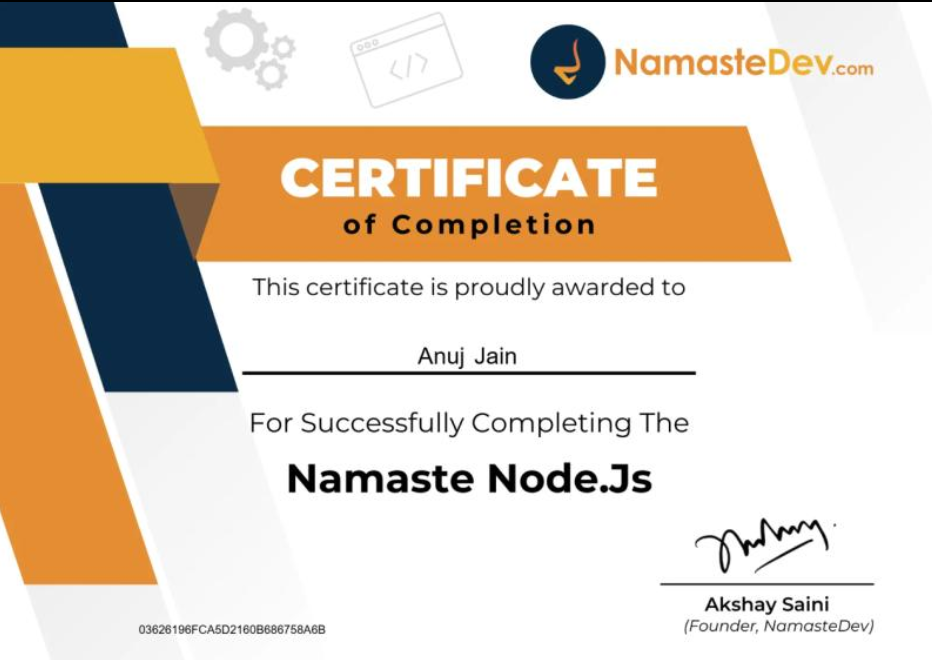 </>
NamasteDev.com
CERTIFICATE
of Completion
This certificate is proudly awarded to
Anuj Jain
For Successfully Completing The
Namaste Node.Js
Akshay Saini
(Founder, NamasteDev)
03626196FCA5D2160B686758A6B